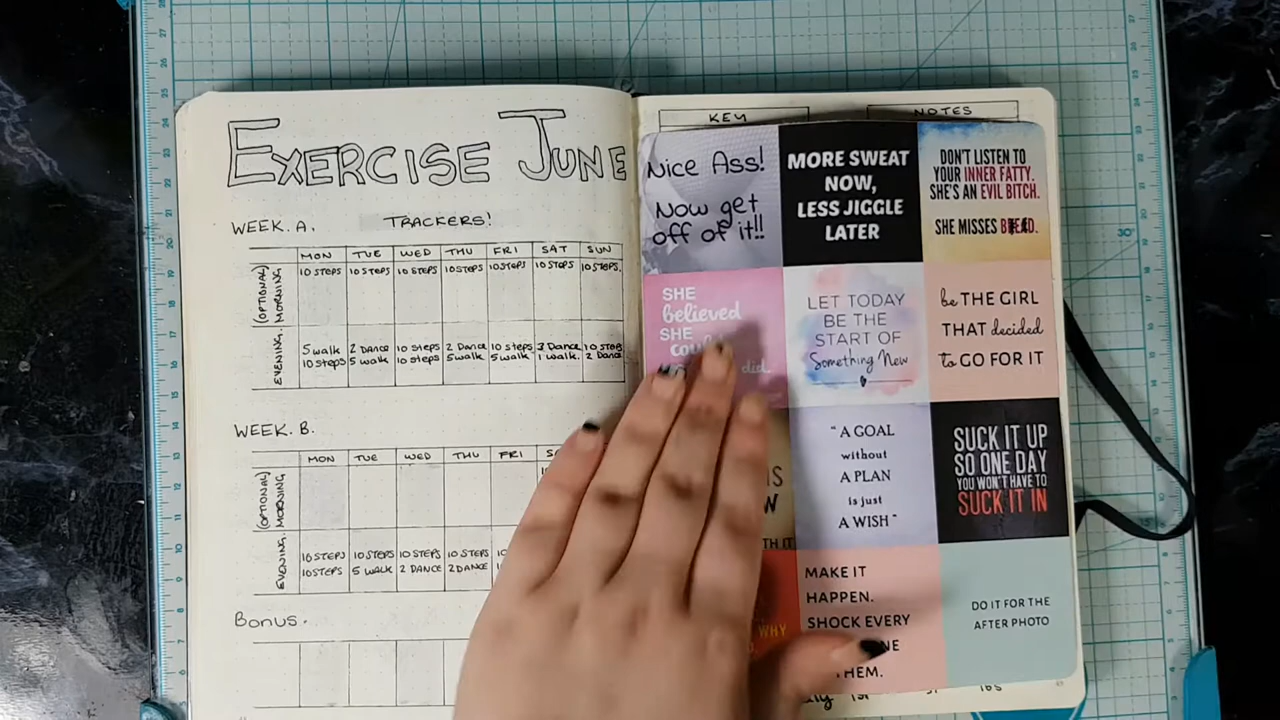 EXERCISE JUNE
WEEK. A.
TRACKERS!
MON TUE WED THU FRI SAT SUN
(OPTIONAL) MORNING
10 STEPS 10 STEPS 10 STEPS 10 STEPS 10 STEPS 10 STEPS 10 STEPS.
EVENING.
5 walk 2 DANCE 10 steps 2 Dance 10 steps 3 Dance 10 steps
10 steps 5 walk 10 steps 5walk 5 walk 1 walk. 2 Dance
WEEK. B.
MON TUE WED THU FRI
(OPTIONAL) MORNING
EVENING.
10 STEPS 10 STEPS 10 STEPS 10 STEPS
10 STEPS 5 WALK 2 DANCE 2 DANCE
Bonus.
KEY
NOTES
Nice Ass!
Now get
off of it!!
MORE SWEAT
NOW,
LESS JIGGLE
LATER
DON'T LISTEN TO
YOUR INNER FATTY.
SHE'S AN EVIL BITCH.
SHE MISSES
SHE
believed
SHE
did.
LET TODAY
BE THE
START OF
Something New
be THE GIRL
THAT decided
to GO FOR IT
"A GOAL
without
A PLAN
is just
A WISH"
SUCK IT UP
SO ONE DAY
YOU WON'T HAVE TO
SUCK IT IN
WHY
MAKE IT
HAPPEN.
SHOCK EVERY
DO IT FOR THE
AFTER PHOTO